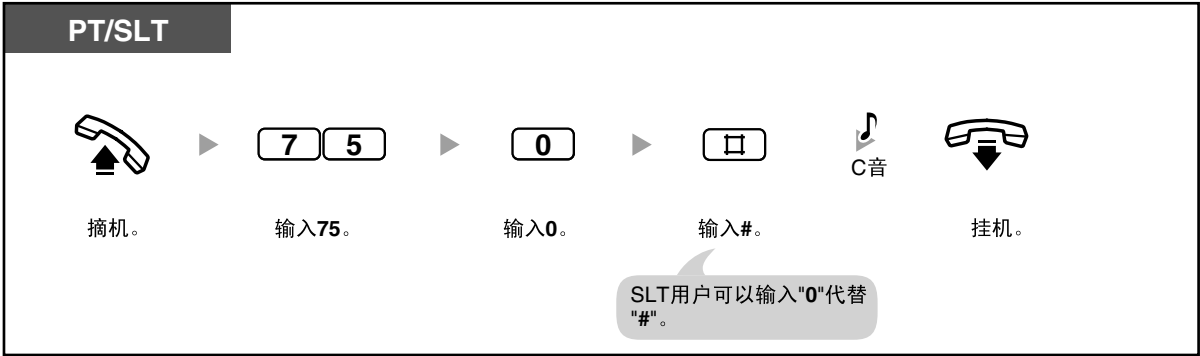 PT/SLT
7 5
0
C音
摘机。
输入75。
输入0。
输入#。
挂机。
SLT用户可以输入"0"代替
"#"。